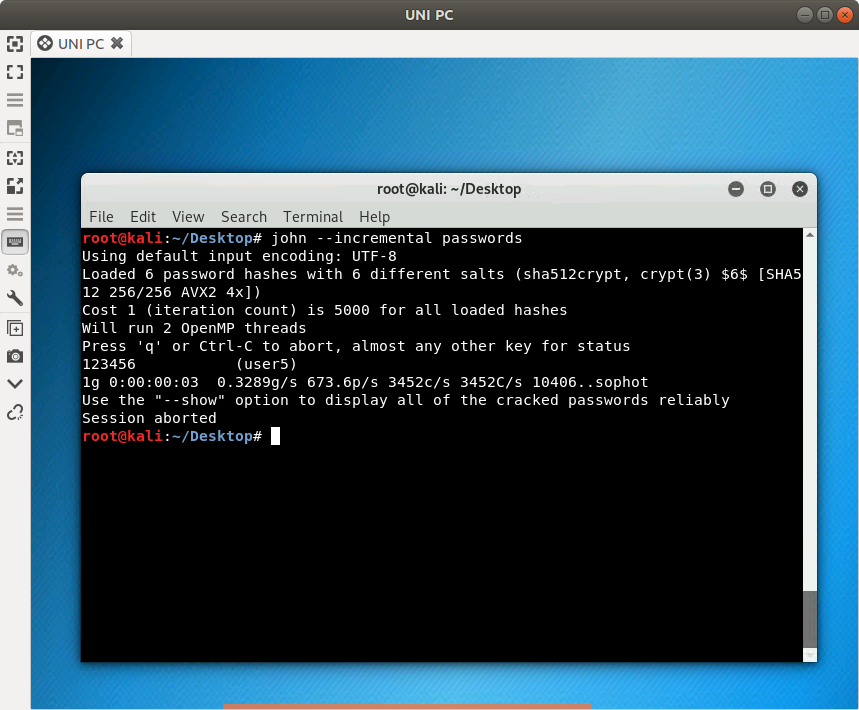 UNI PC
UNI PC
root@kali: ~/Desktop
File Edit View Search Terminal Help
root@kali:~/Desktop# john --incremental passwords
Using default input encoding: UTF-8
Loaded 6 password hashes with 6 different salts (sha512crypt, crypt(3) $6$ [SHA5
12 256/256 AVX2 4x])
Cost 1 (iteration count) is 5000 for all loaded hashes
Will run 2 OpenMP threads
Press 'q' or Ctrl-C to abort, almost any other key for status
123456           (user5)
1g 0:00:00:03  0.3289g/s 673.6p/s 3452c/s 3452C/s 10406..sophot
Use the "--show" option to display all of the cracked passwords reliably
Session aborted
root@kali:~/Desktop#